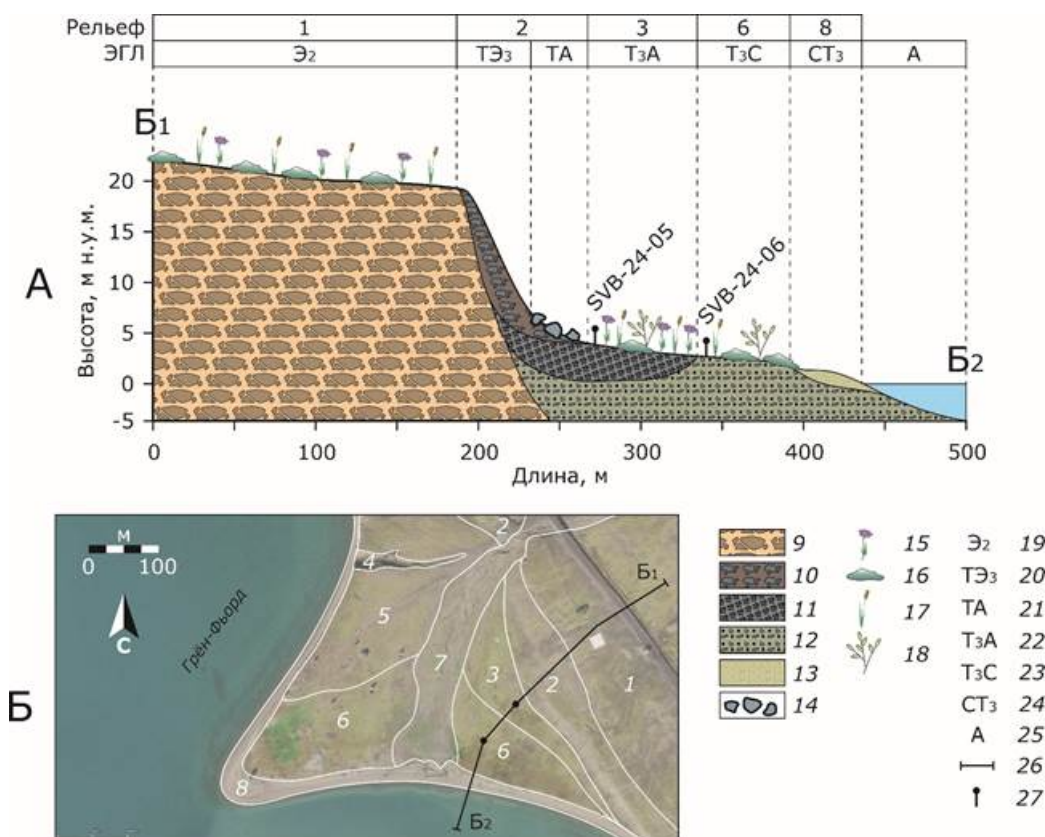 Рельеф 1 2 3 6 8
ЭГЛ Э2 ТЭ3 ТА Т3А Т3С СТ3 А
Б1
20
15
10
5
0
-5
Высота, м н.у.м.
А
SVB-24-05
SVB-24-06
Б2
0 100 200 300 400 500
Длина, м
Б
М
0 100
С
Грён-Фьорд
2
4
5
7
3
2
1
6
6
8
Б1
Б2
9
10
11
12
13
14
15
16
17
18
Э2 19
ТЭ3 20
ТА 21
Т3А 22
Т3С 23
СТ3 24
А 25
26
27